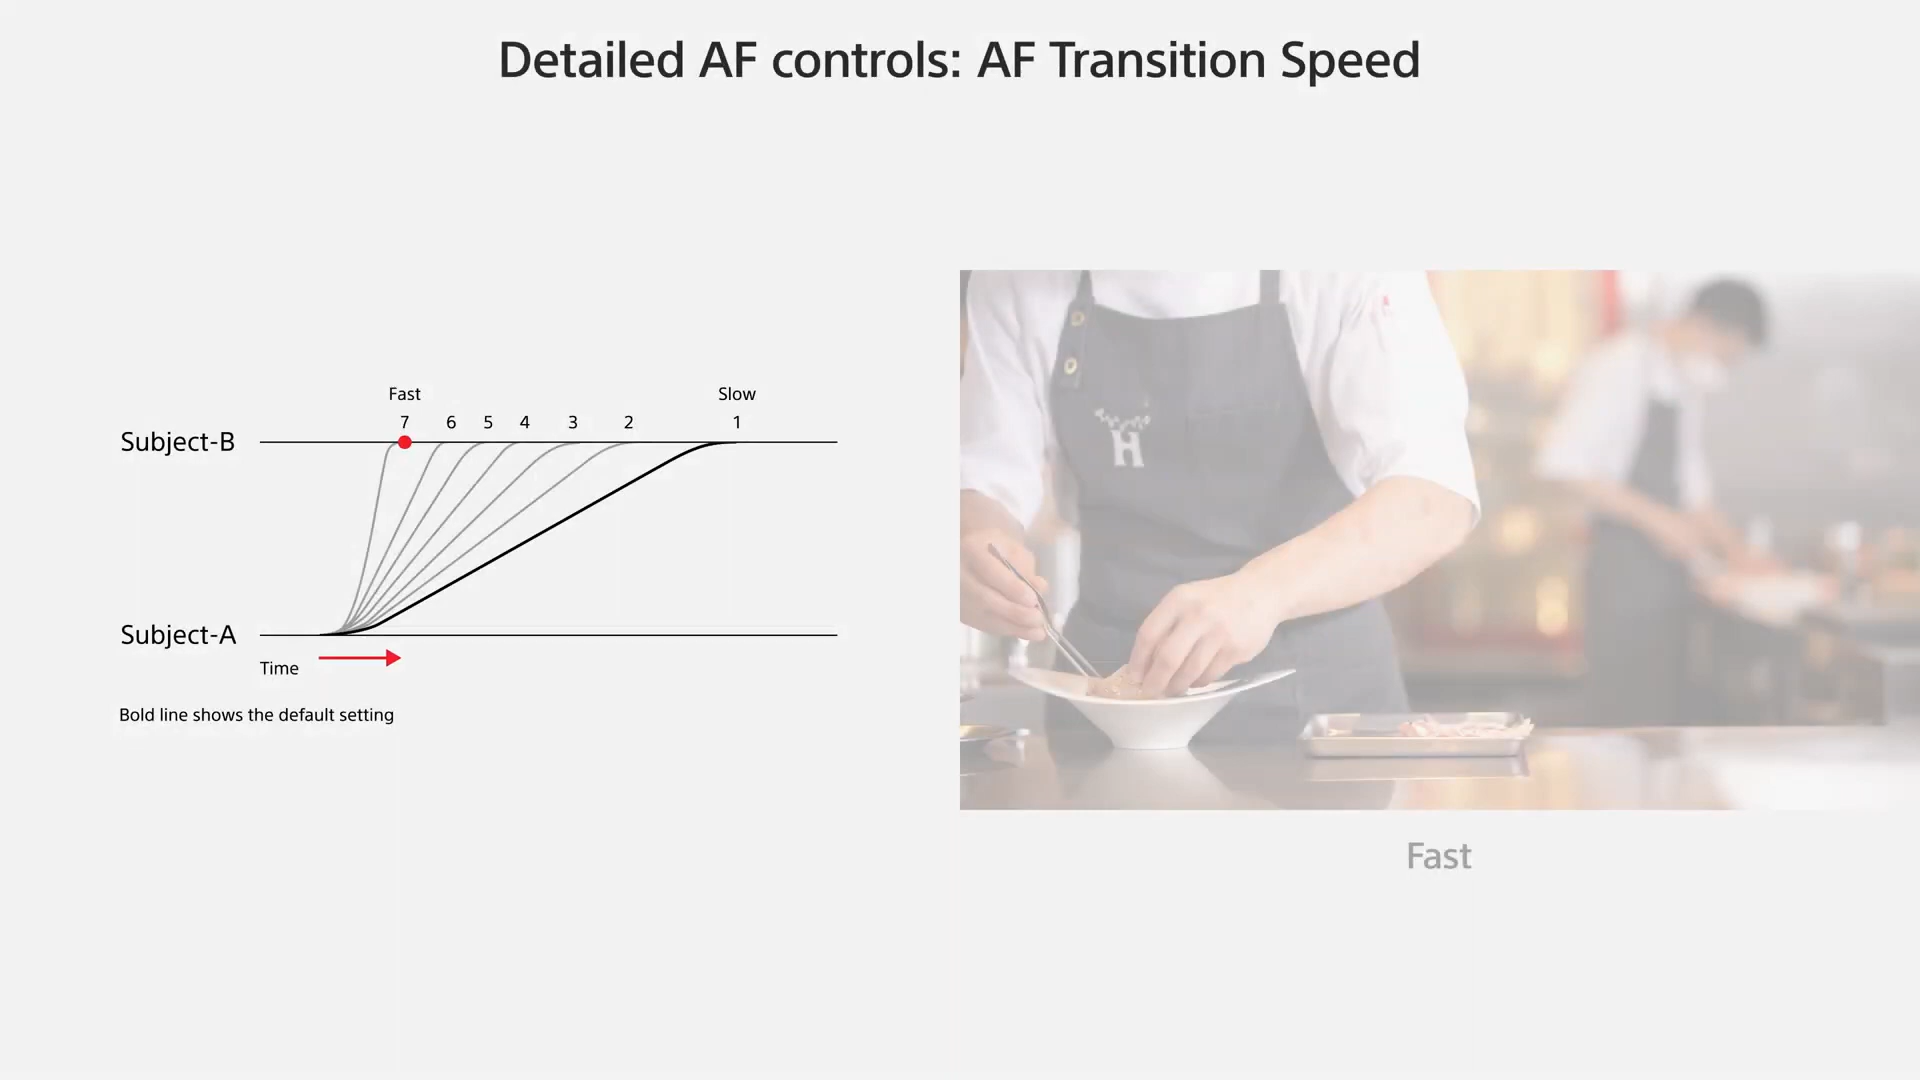 Detailed AF controls: AF Transition Speed
Fast Slow
7 6 5 4 3 2 1
Subject-B
Subject-A
Time
Bold line shows the default setting
H
Fast